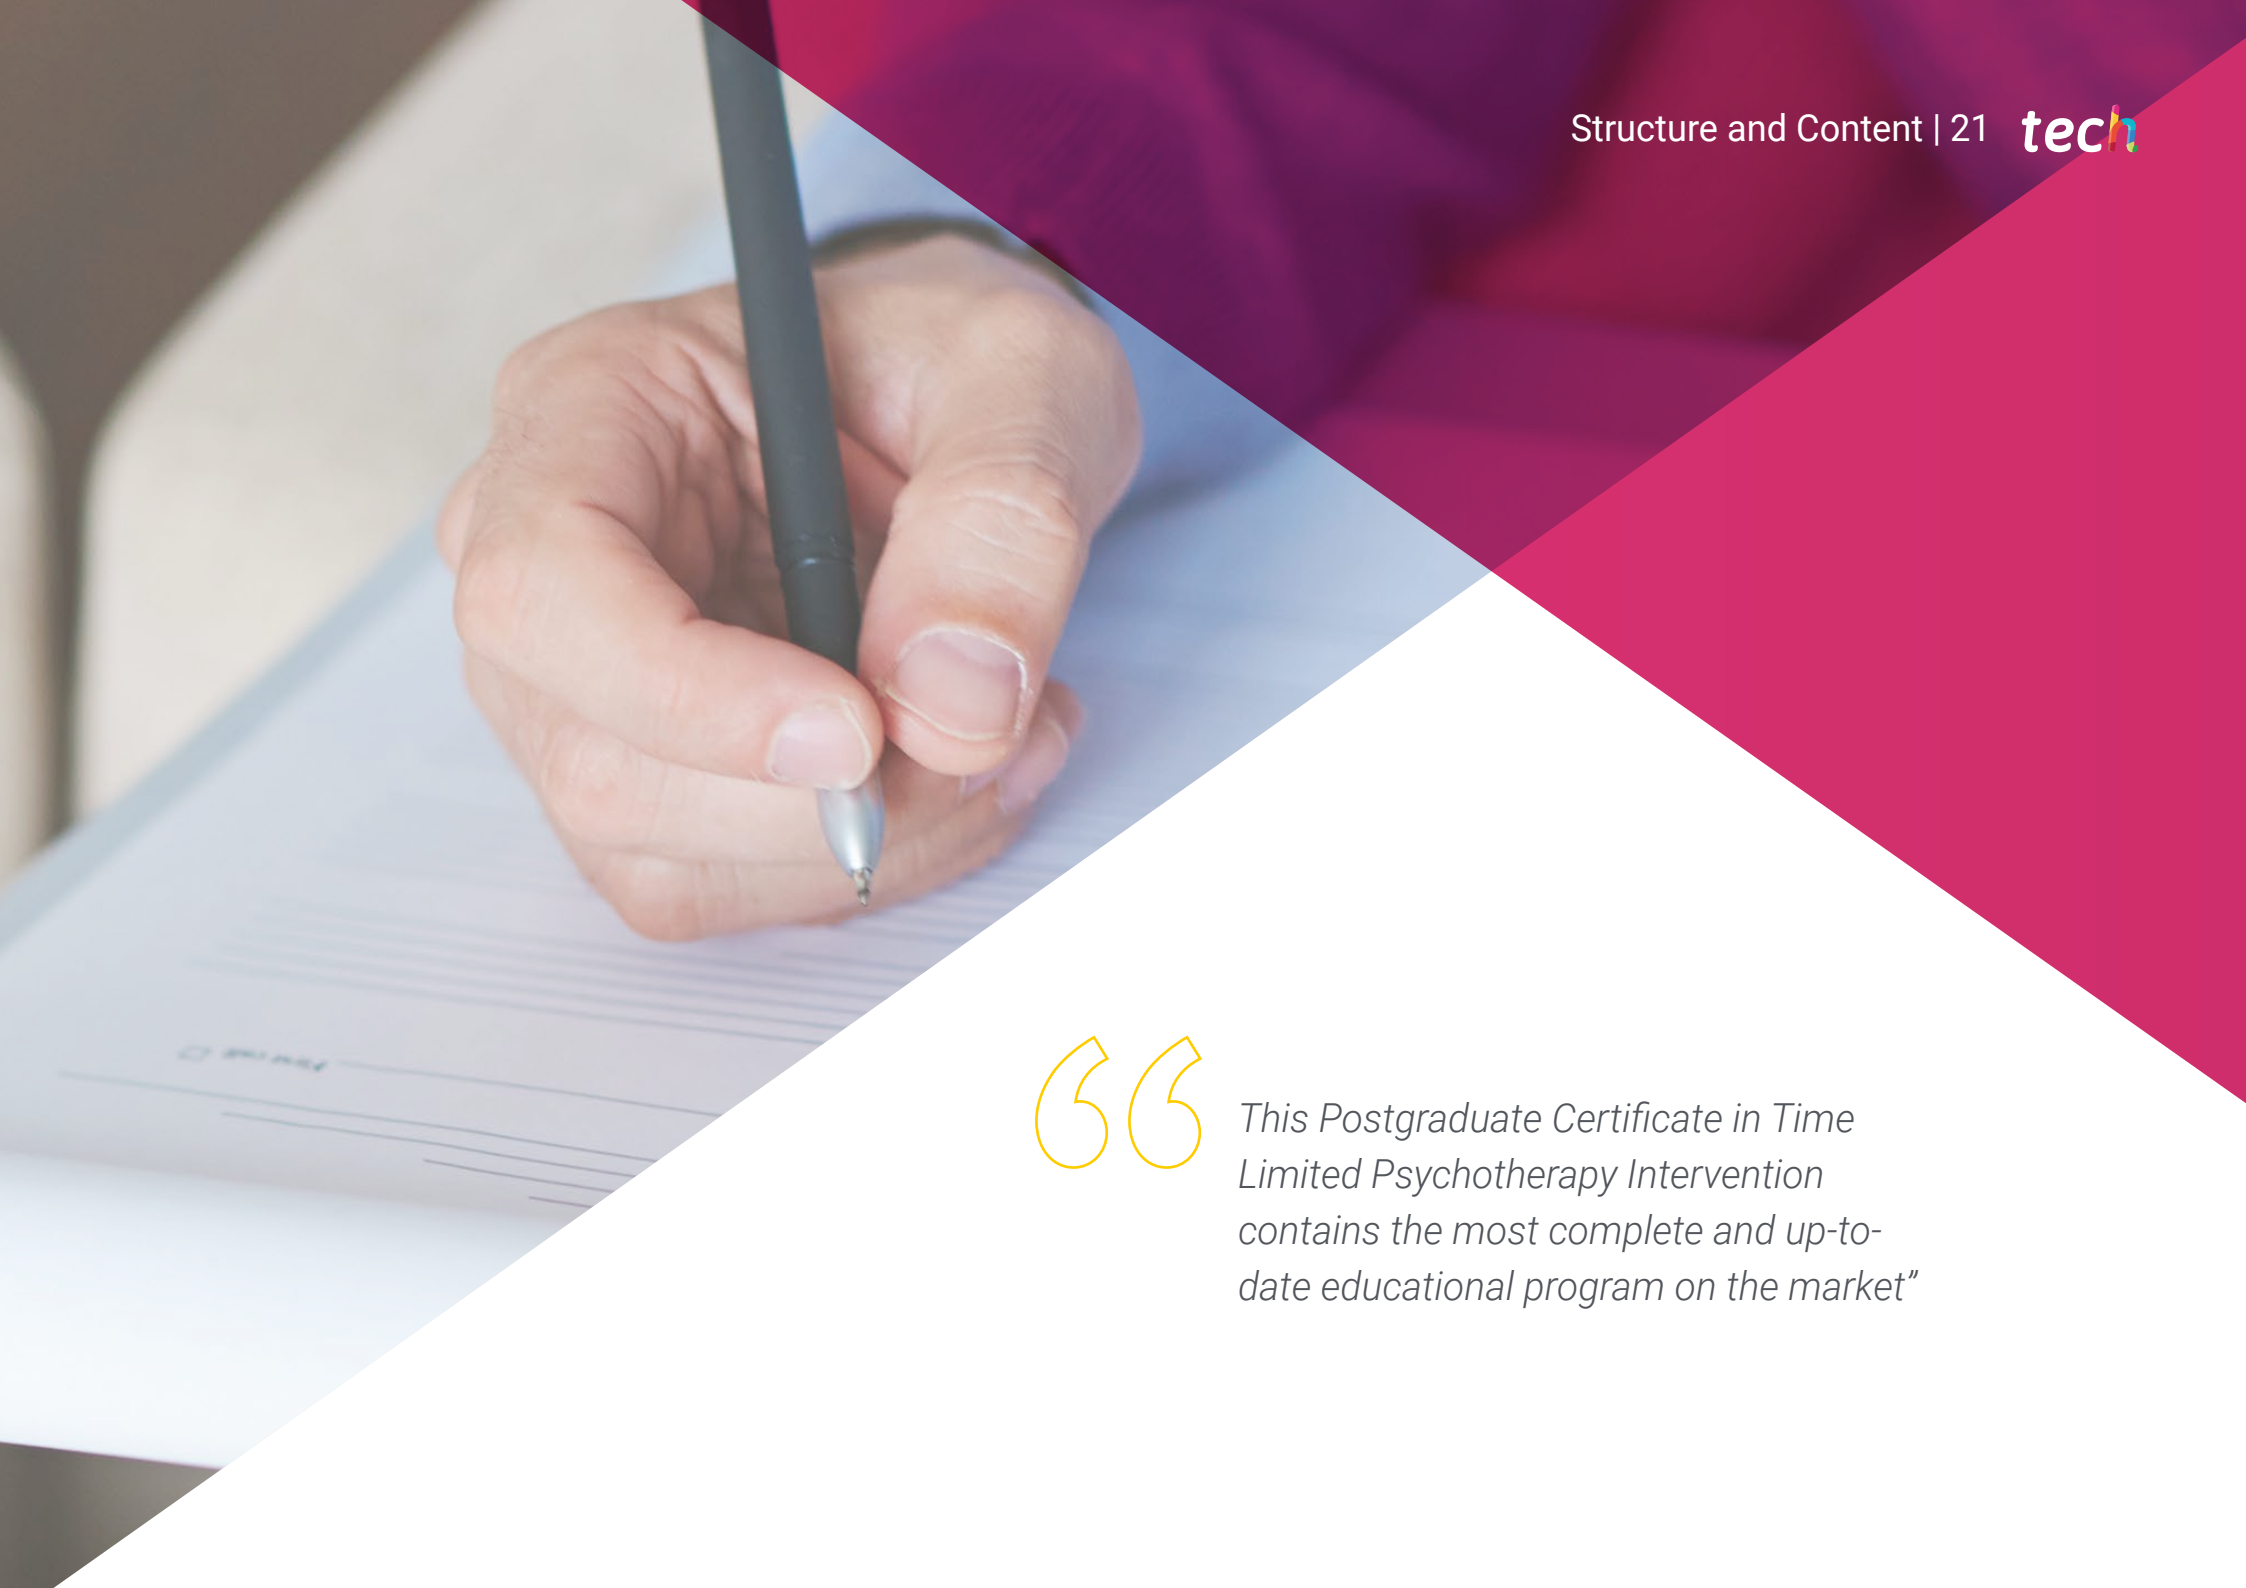 Structure and Content | 21 tech
This Postgraduate Certificate in Time
Limited Psychotherapy Intervention
contains the most complete and up-to-
date educational program on the market”